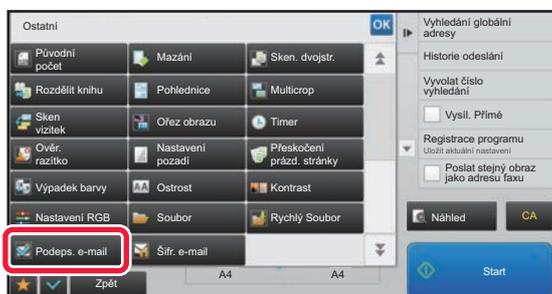 Ostatní
OK
Původní
počet
Mazání
Sken. dvojstr.
Rozdělit knihu
Pohlednice
Multicrop
Sken
vizitek
Ořez obrazu
Timer
Ověr.
razítko
Nastavení
pozadí
Přeskočení
prázd. stránky
Výpadek barvy
AA
Ostrost
Kontrast
Nastavení RGB
Soubor
Rychlý Soubor
Podeps. e-mail
Šifr. e-mail
Zpět
A4
A4
Vyhledání globální
adresy
Historie odeslání
Vyvolat číslo
vyhledání
Vysíl. Přímé
Registrace programu
Uložit aktuální nastavení
Poslat stejný obraz
jako adresu faxu
Náhled
CA
Start